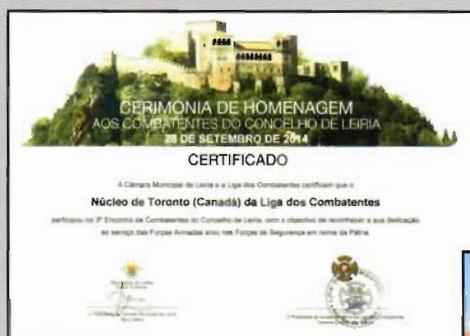 CERIMÓNIA DE HOMENAGEM
AOS COMBATENTES DO CONCELHO DE LEIRIA
28 DE SETEMBRO DE 2014
CERTIFICADO
A Câmara Municipal de Leiria e a Liga dos Combatentes certificam que o
Núcleo de Toronto (Canadá) da Liga dos Combatentes
participou no 3º Encontro de Combatentes do Concelho de Leiria, com o objectivo de reconhecer a sua dedicação
ao serviço das Forças Armadas e/ou nas Forças de Segurança em nome da Pátria.